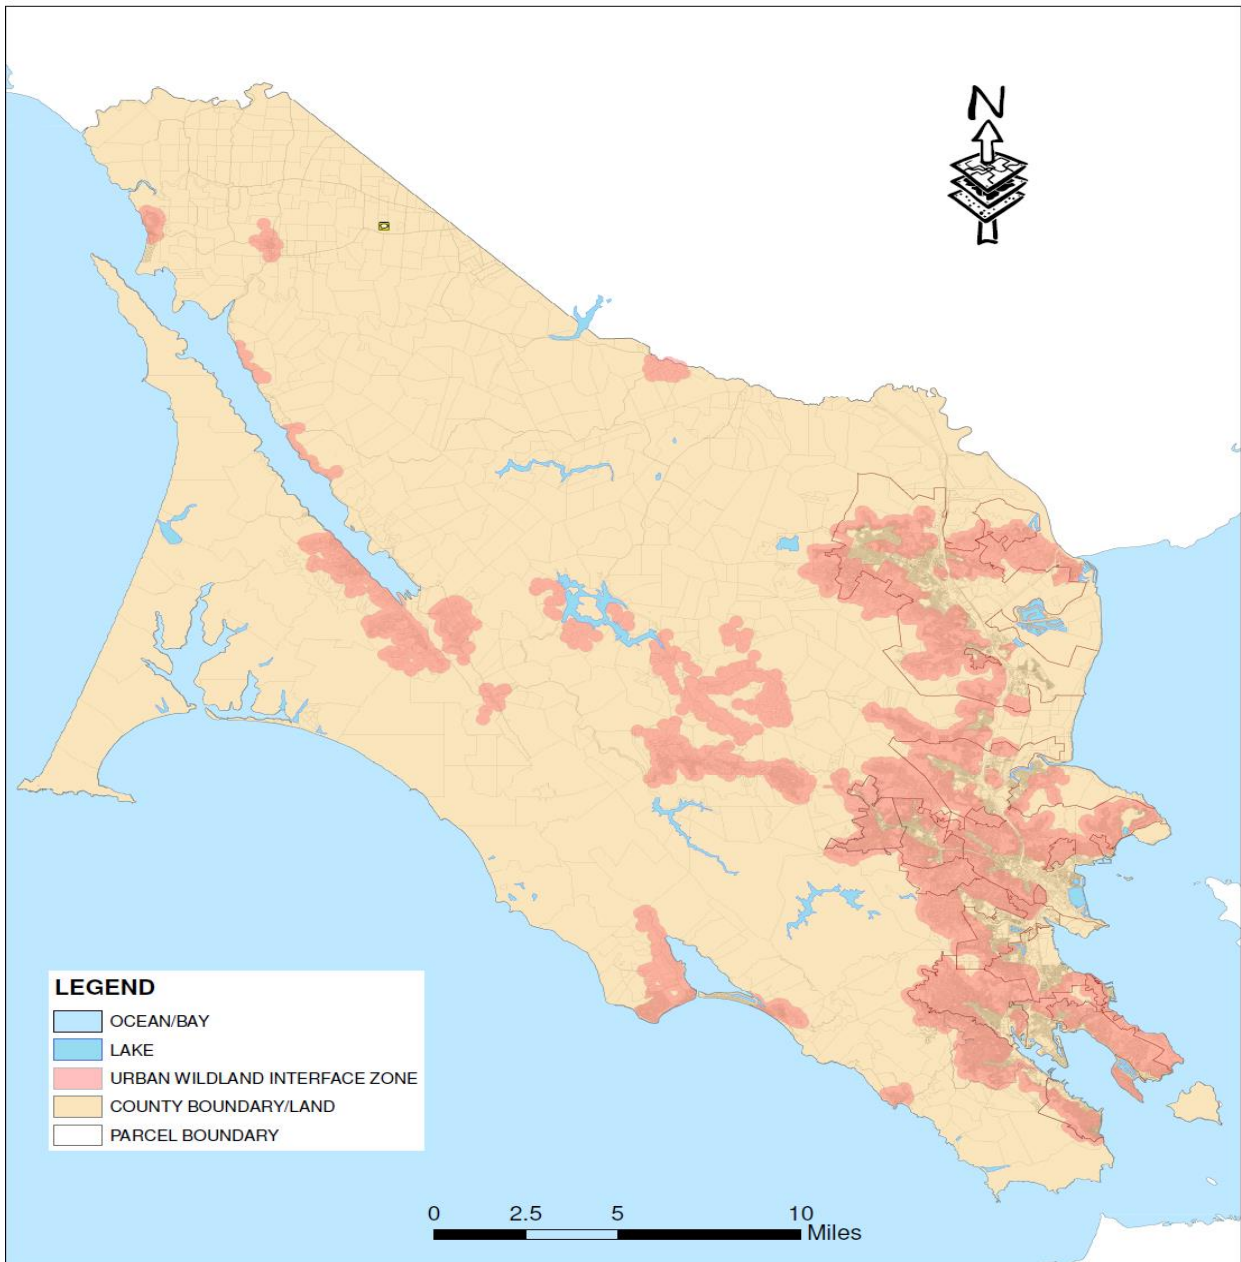 N
LEGEND
OCEAN/BAY
LAKE
URBAN WILDLAND INTERFACE ZONE
COUNTY BOUNDARY/LAND
PARCEL BOUNDARY
0 2.5 5 10
Miles